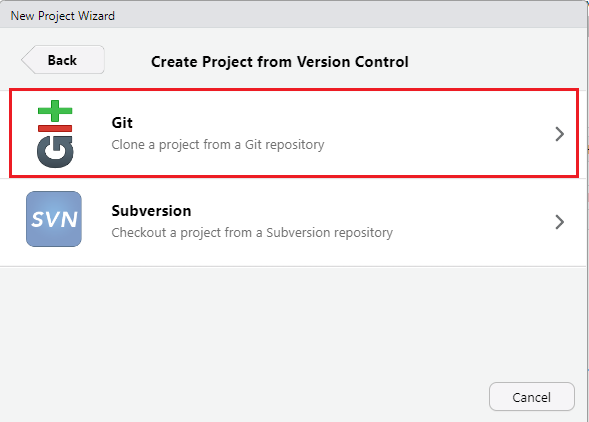 New Project Wizard
Back
Create Project from Version Control
Git
Git
Clone a project from a Git repository
SVN
Subversion
Checkout a project from a Subversion repository
Cancel